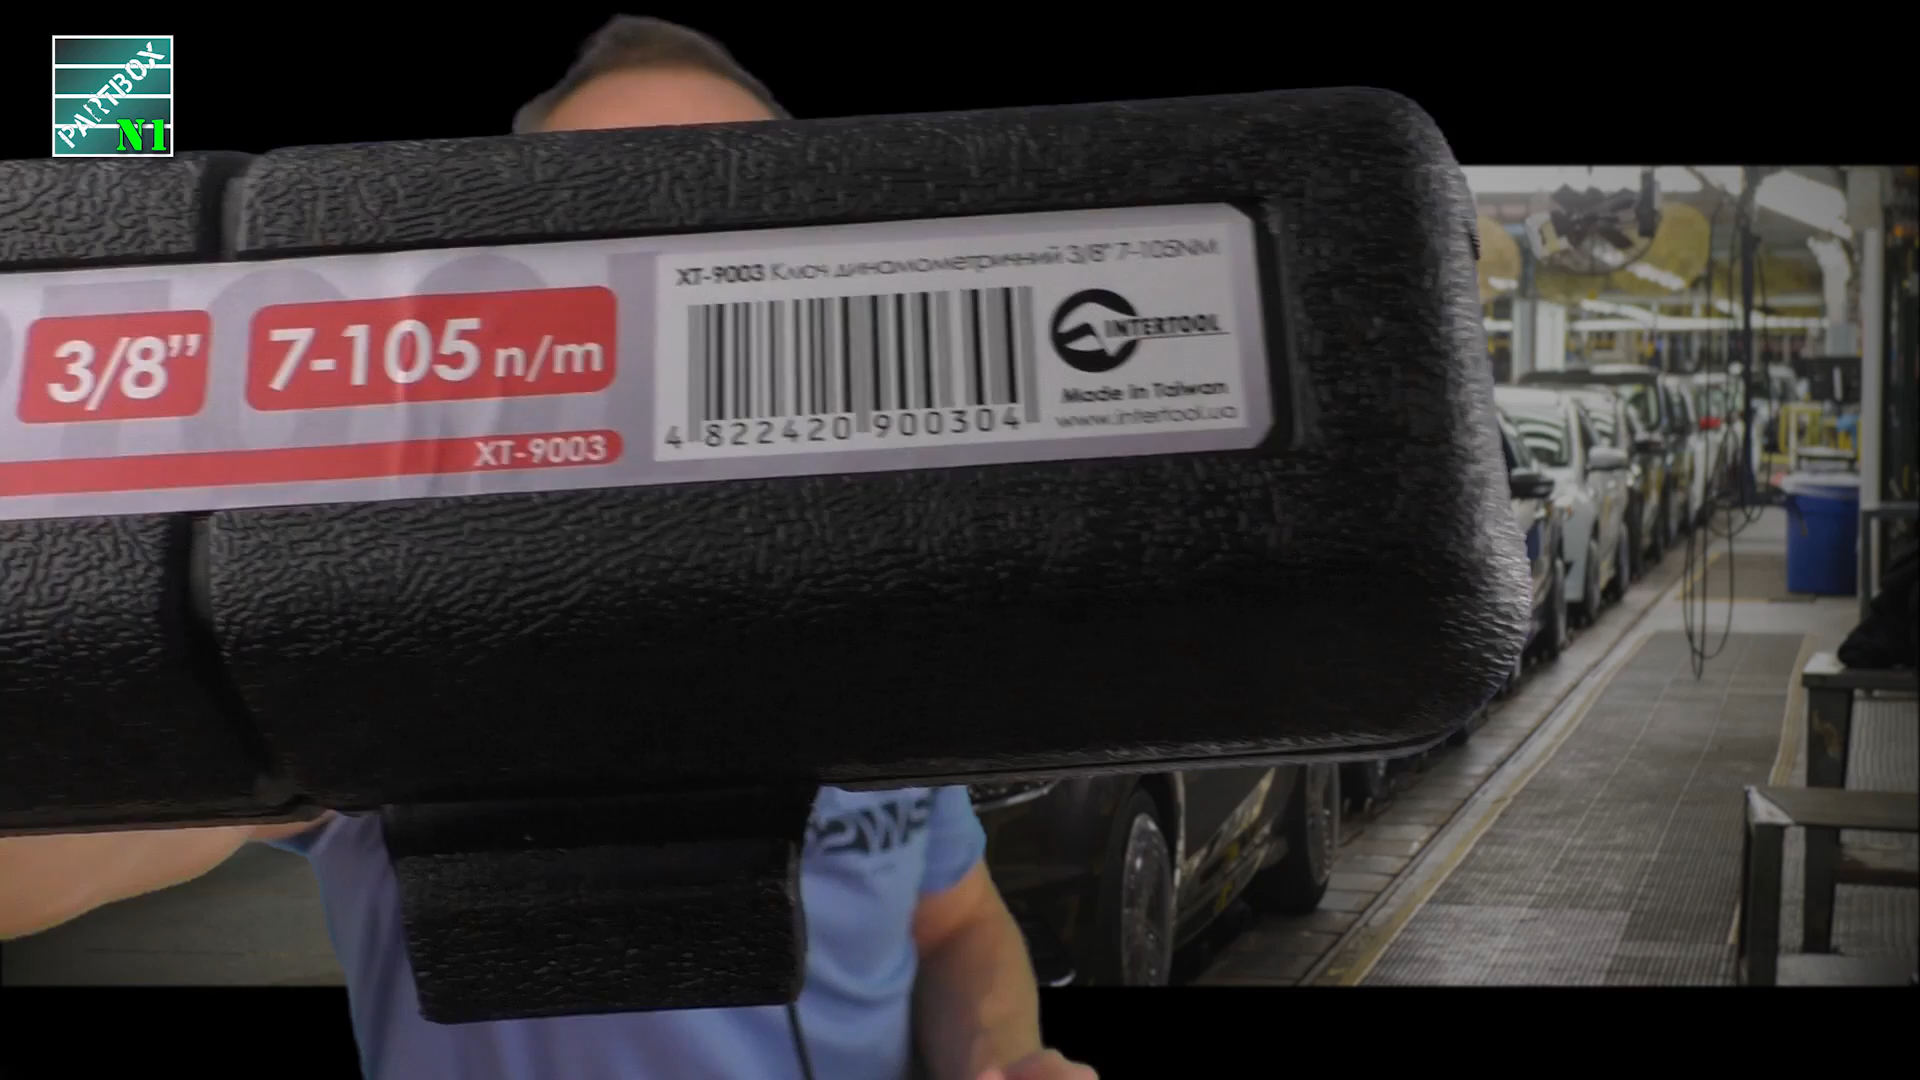 PARTBOX
N1
3/8”
7-105 n/m
XT-9003
XT-9003 Ключ динамометричний 3/8" 7-105NM
INTERTOOL
Made in Taiwan
www.intertool.ua
4 822420 900304